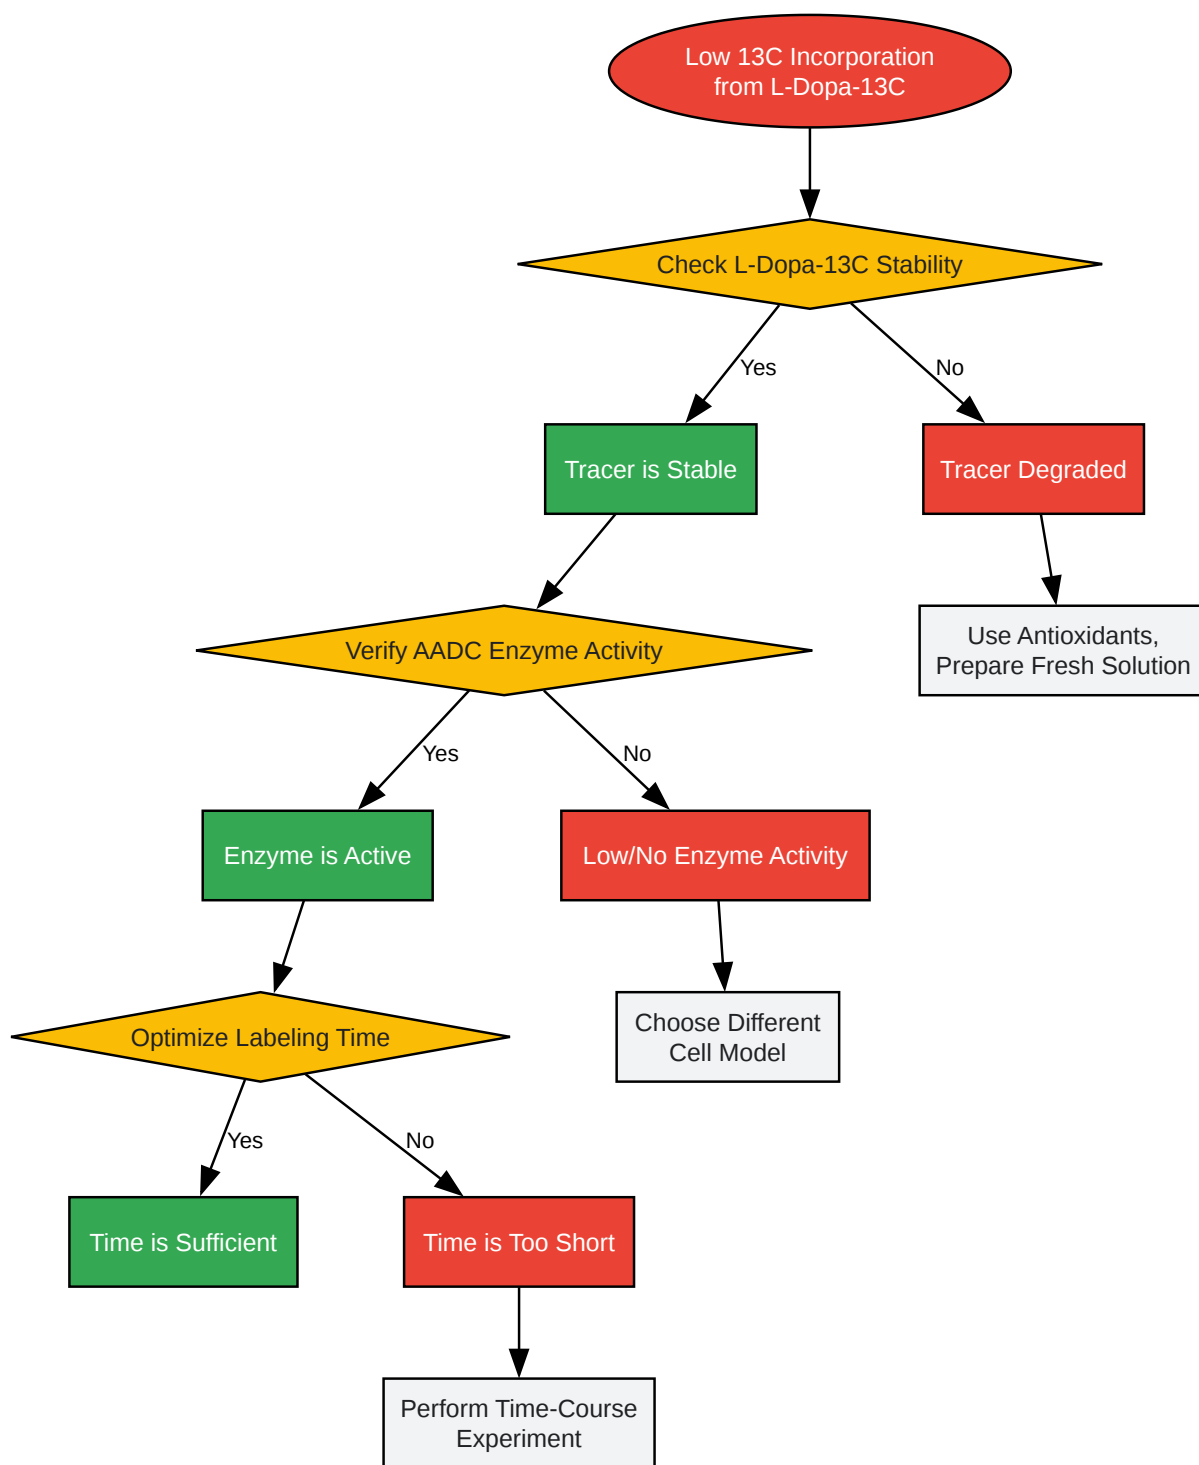 Low 13C Incorporation
from L-Dopa-13C
Check L-Dopa-13C Stability
Yes
No
Tracer is Stable
Tracer Degraded
Use Antioxidants,
Prepare Fresh Solution
Verify AADC Enzyme Activity
Yes
No
Enzyme is Active
Low/No Enzyme Activity
Choose Different
Cell Model
Optimize Labeling Time
Yes
No
Time is Sufficient
Time is Too Short
Perform Time-Course
Experiment